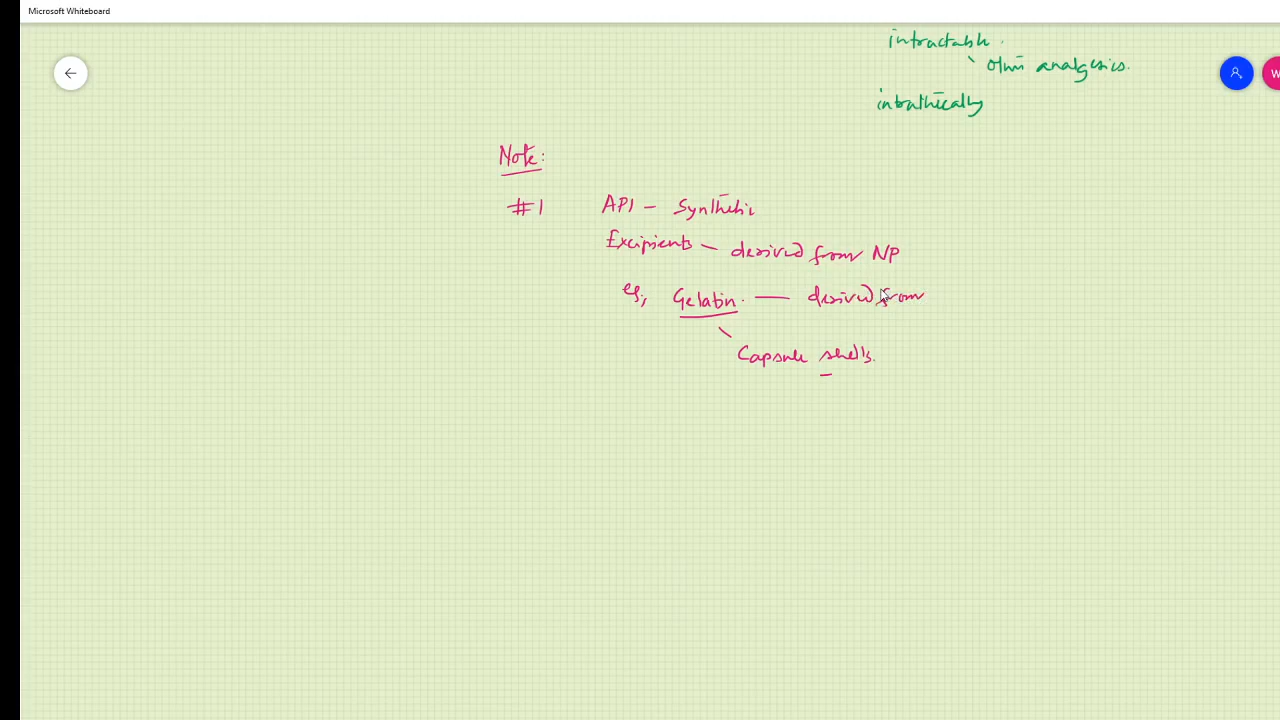 Microsoft Whiteboard
intractable.
other analgesics.
intrathecally
W
Note:
#1 API - Synthetic
Excipients - derived from NP
eg; Gelatin. — derived from
Capsule shells.